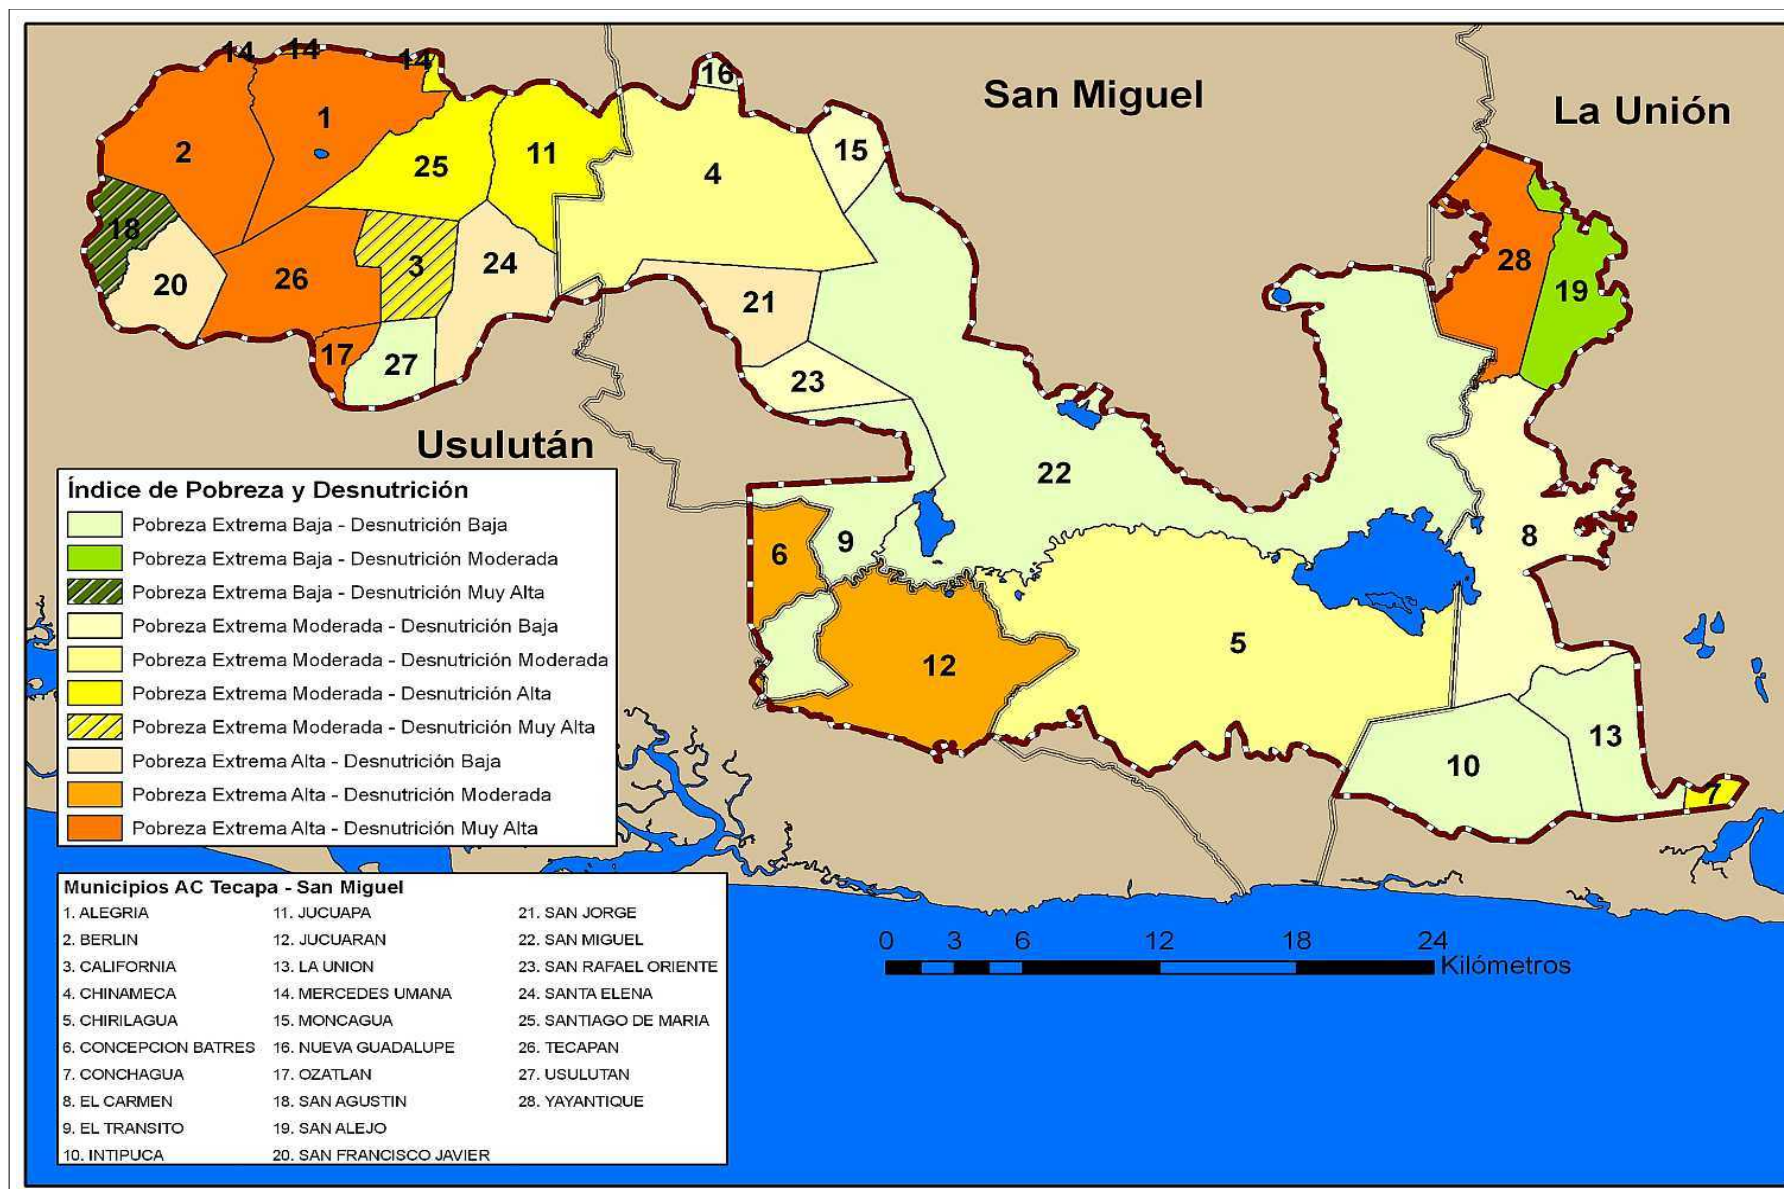 14 14 14 16
San Miguel
La Unión
1
2
11
15
25
4
18
3
24
28
20
26
21
19
17
27
23
Usulután
22
6
9
8
12
5
13
10
7
Índice de Pobreza y Desnutrición
Pobreza Extrema Baja - Desnutrición Baja
Pobreza Extrema Baja - Desnutrición Moderada
Pobreza Extrema Baja - Desnutrición Muy Alta
Pobreza Extrema Moderada - Desnutrición Baja
Pobreza Extrema Moderada - Desnutrición Moderada
Pobreza Extrema Moderada - Desnutrición Alta
Pobreza Extrema Moderada - Desnutrición Muy Alta
Pobreza Extrema Alta - Desnutrición Baja
Pobreza Extrema Alta - Desnutrición Moderada
Pobreza Extrema Alta - Desnutrición Muy Alta
Municipios AC Tecapa - San Miguel
1. ALEGRIA
2. BERLIN
3. CALIFORNIA
4. CHINAMECA
5. CHIRILAGUA
6. CONCEPCION BATRES
7. CONCHAGUA
8. EL CARMEN
9. EL TRANSITO
10. INTIPUCA
11. JUCUAPA
12. JUCUARAN
13. LA UNION
14. MERCEDES UMANA
15. MONCAGUA
16. NUEVA GUADALUPE
17. OZATLAN
18. SAN AGUSTIN
19. SAN ALEJO
20. SAN FRANCISCO JAVIER
21. SAN JORGE
22. SAN MIGUEL
23. SAN RAFAEL ORIENTE
24. SANTA ELENA
25. SANTIAGO DE MARIA
26. TECAPAN
27. USULUTAN
28. YAYANTIQUE
0 3 6 12 18 24
Kilómetros